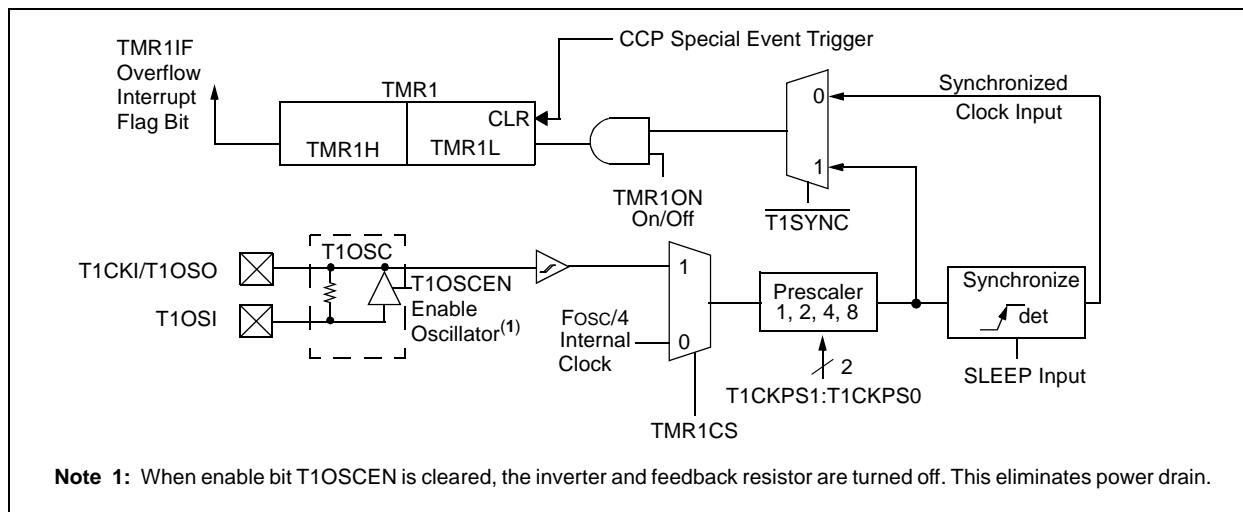 TMR1IF
Overflow
Interrupt
Flag Bit
CCP Special Event Trigger
TMR1
CLR
TMR1H
TMR1L
TMR1ON
On/Off
0
1
T1SYNC
Synchronized
Clock Input
T1CKI/T1OSO
T1OSI
T1OSC
T1OSCEN
Enable
Oscillator(1)
FOSC/4
Internal
Clock
1
0
TMR1CS
Prescaler
1, 2, 4, 8
2
T1CKPS1:T1CKPS0
Synchronize
det
SLEEP Input
Note 1: When enable bit T1OSCEN is cleared, the inverter and feedback resistor are turned off. This eliminates power drain.